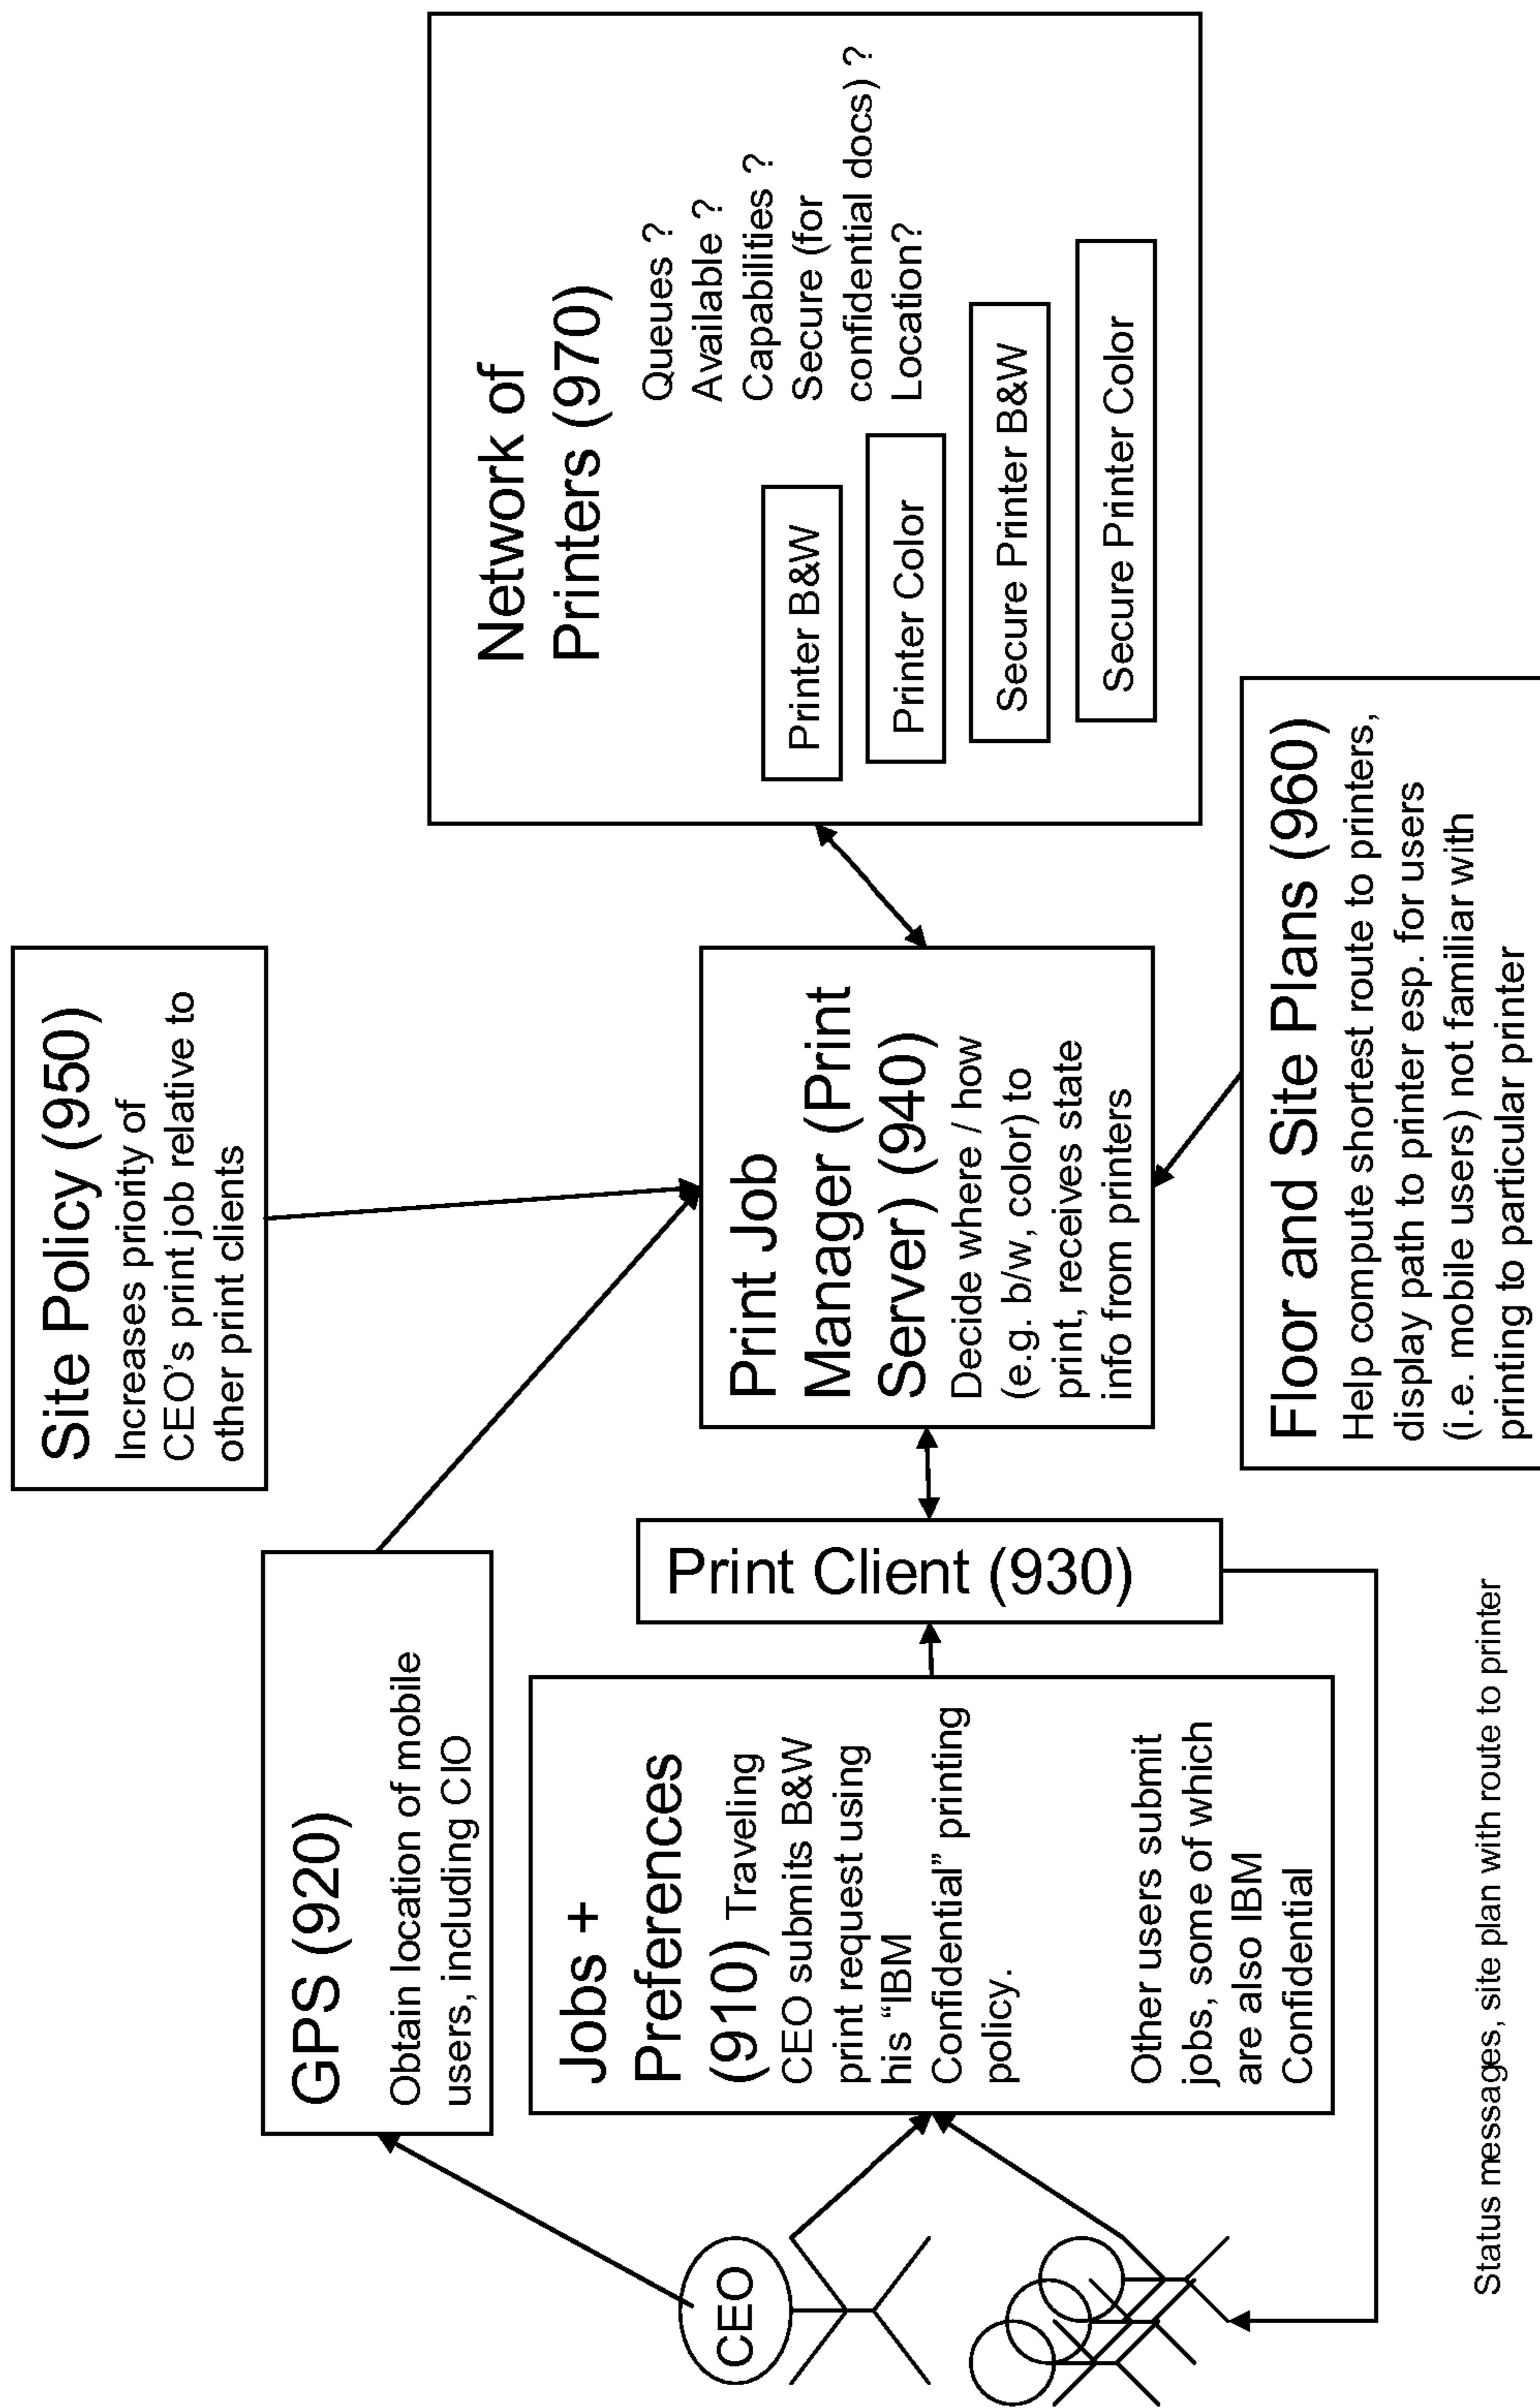 Site Policy (950)
Increases priority of
CEO's print job relative to
other print clients
GPS (920)
Obtain location of mobile
users, including CIO
CEO
Jobs +
Preferences
(910) Traveling
CEO submits B&W
print request using
his “IBM
Confidential” printing
policy.
Other users submit
jobs, some of which
are also IBM
Confidential
Print Client (930)
Print Job
Manager (Print
Server) (940)
Decide where / how
(e.g. b/w, color) to
print, receives state
info from printers
Network of
Printers (970)
Queues ?
Available ?
Capabilities ?
Secure (for
confidential docs) ?
Location?
Printer B&W
Printer Color
Secure Printer B&W
Secure Printer Color
Floor and Site Plans (960)
Help compute shortest route to printers,
display path to printer esp. for users
(i.e. mobile users) not familiar with
printing to particular printer
Status messages, site plan with route to printer